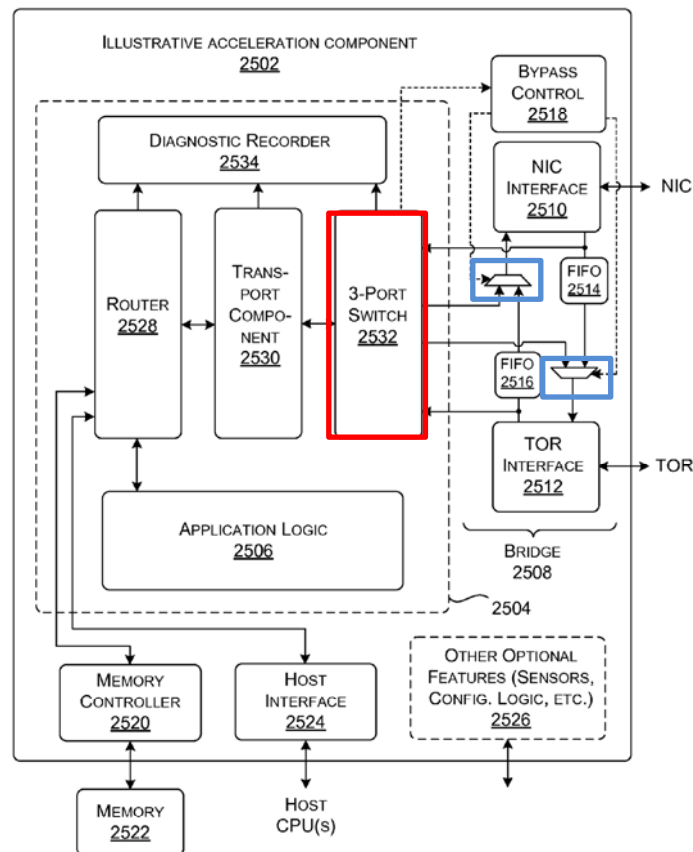 ILLUSTRATIVE ACCELERATION COMPONENT
2502
BYPASS
CONTROL
2518
DIAGNOSTIC RECORDER
2534
NIC
INTERFACE
2510
NIC
ROUTER
2528
TRANS-
PORT
COMPO-
NENT
2530
3-PORT
SWITCH
2532
FIFO
2514
FIFO
2516
TOR
INTERFACE
2512
TOR
APPLICATION LOGIC
2506
BRIDGE
2508
2504
MEMORY
CONTROLLER
2520
HOST
INTERFACE
2524
OTHER OPTIONAL
FEATURES (SENSORS,
CONFIG. LOGIC, ETC.)
2526
MEMORY
2522
HOST
CPU(s)